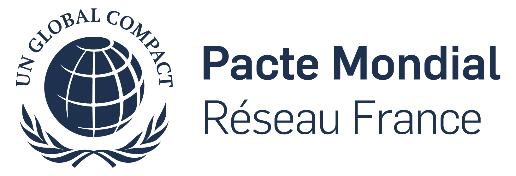 UN GLOBAL COMPACT
Pacte Mondial
Réseau France